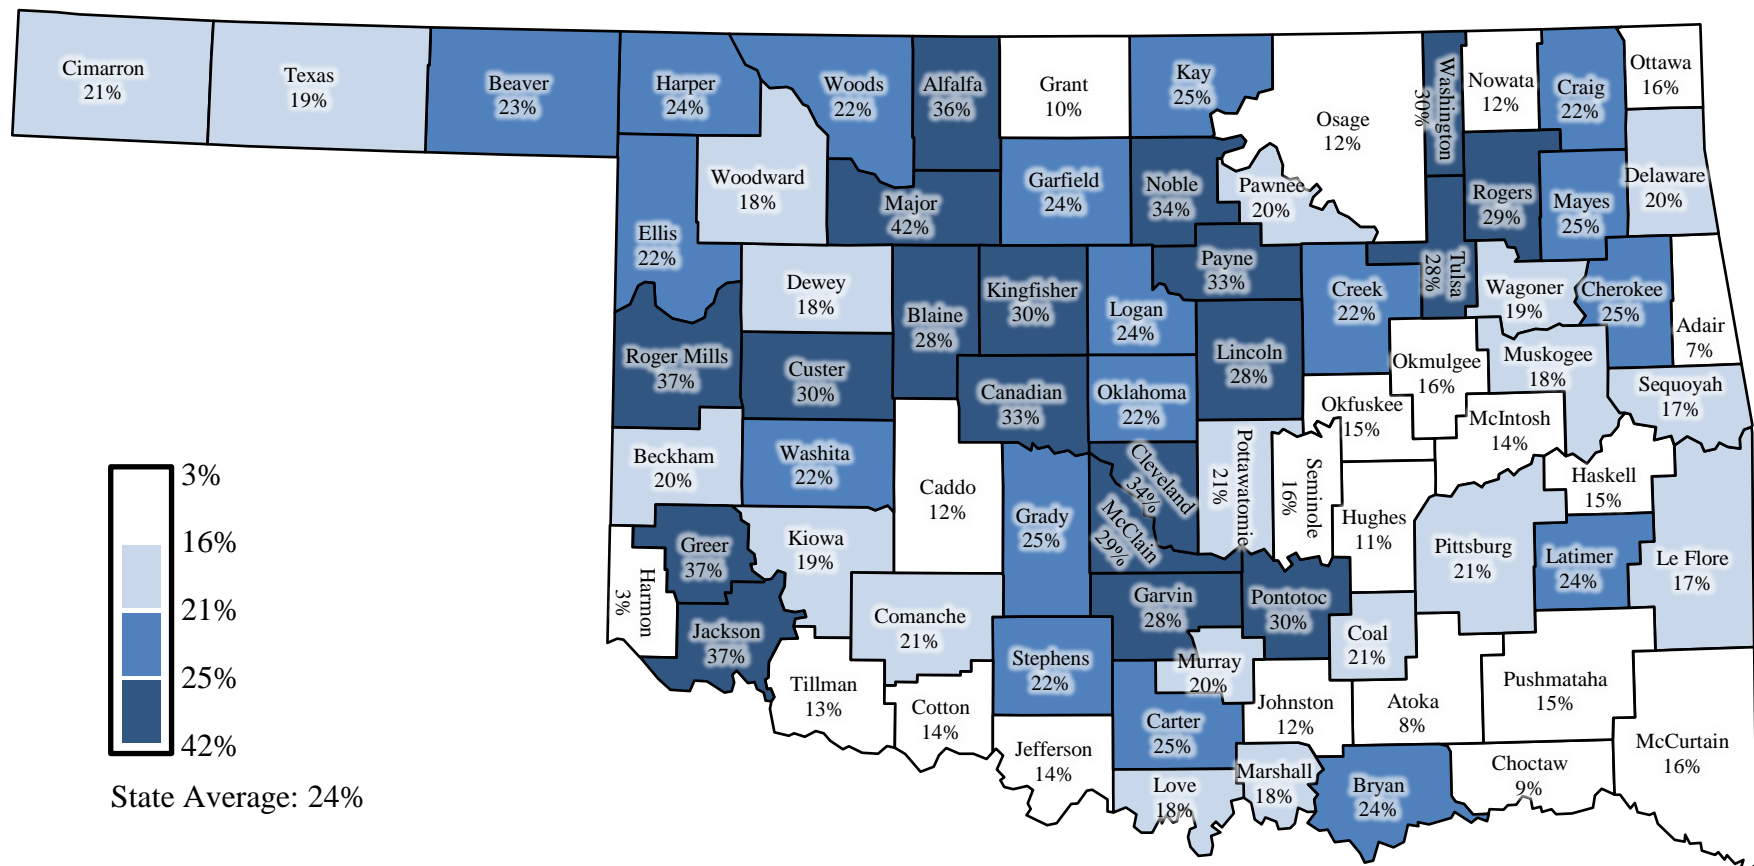 Cimarron
21%
Texas
19%
Beaver
23%
Harper
24%
Woods
22%
Alfalfa
36%
Grant
10%
Kay
25%
Osage
12%
Washington
30%
Nowata
12%
Craig
22%
Ottawa
16%
Woodward
18%
Major
42%
Garfield
24%
Noble
34%
Pawnee
20%
Rogers
29%
Mayes
25%
Delaware
20%
Ellis
22%
Dewey
18%
Blaine
28%
Kingfisher
30%
Logan
24%
Payne
33%
Creek
22%
Tulsa
28%
Wagoner
19%
Cherokee
25%
Adair
7%
Roger Mills
37%
Custer
30%
Canadian
33%
Oklahoma
22%
Lincoln
28%
Okmulgee
16%
Muskogee
18%
Sequoyah
17%
Okfuskee
15%
McIntosh
14%
Beckham
20%
Washita
22%
Caddo
12%
Grady
25%
Cleveland
34%
McClain
29%
Pottawatomie
21%
Seminole
16%
Hughes
11%
Haskell
15%
Pittsburg
21%
Latimer
24%
Le Flore
17%
Greer
37%
Kiowa
19%
Harmon
3%
Jackson
37%
Comanche
21%
Garvin
28%
Pontotoc
30%
Coal
21%
Stephens
22%
Murray
20%
Tillman
13%
Cotton
14%
Johnston
12%
Atoka
8%
Pushmataha
15%
Carter
25%
Jefferson
14%
Love
18%
Marshall
18%
Bryan
24%
Choctaw
9%
McCurtain
16%
3%
16%
21%
25%
42%
State Average: 24%